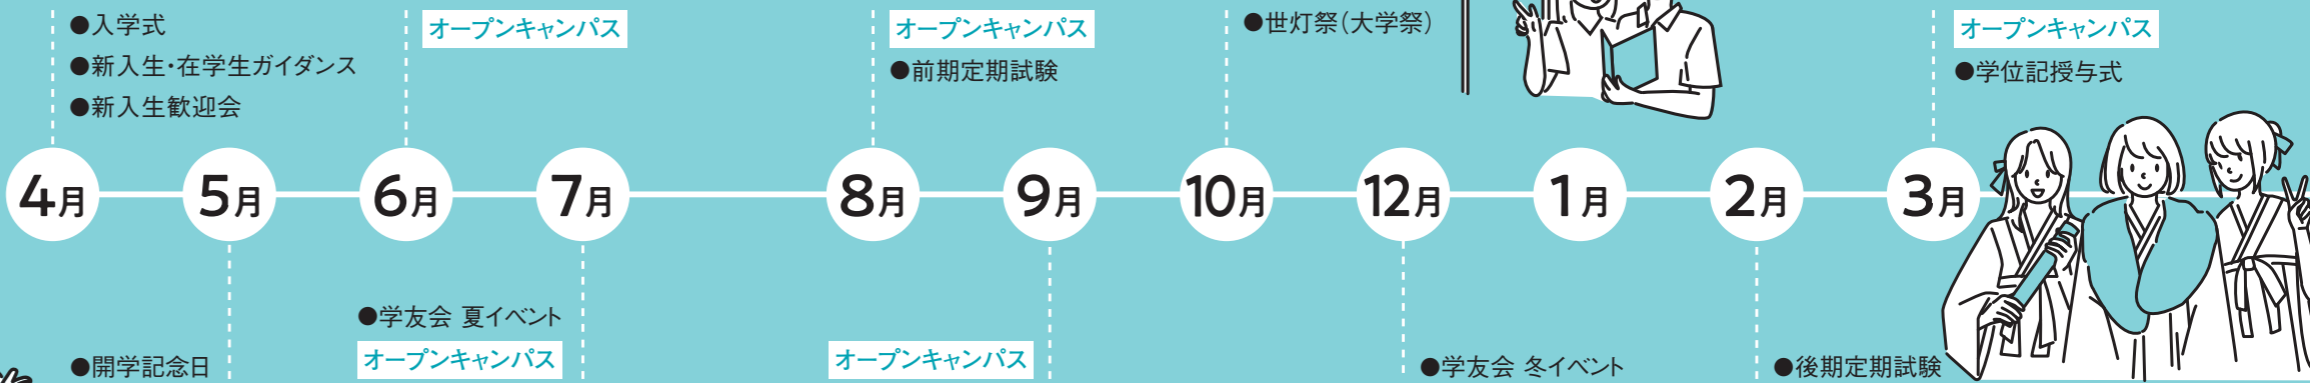 ●入学式
●新入生・在学生ガイダンス
●新入生歓迎会
オープンキャンパス
オープンキャンパス
●前期定期試験
●世灯祭（大学祭）
オープンキャンパス
●学位記授与式
4月
5月
6月
7月
8月
9月
10月
12月
1月
2月
3月
●開学記念日
●学友会 夏イベント
オープンキャンパス
オープンキャンパス
●学友会 冬イベント
●後期定期試験